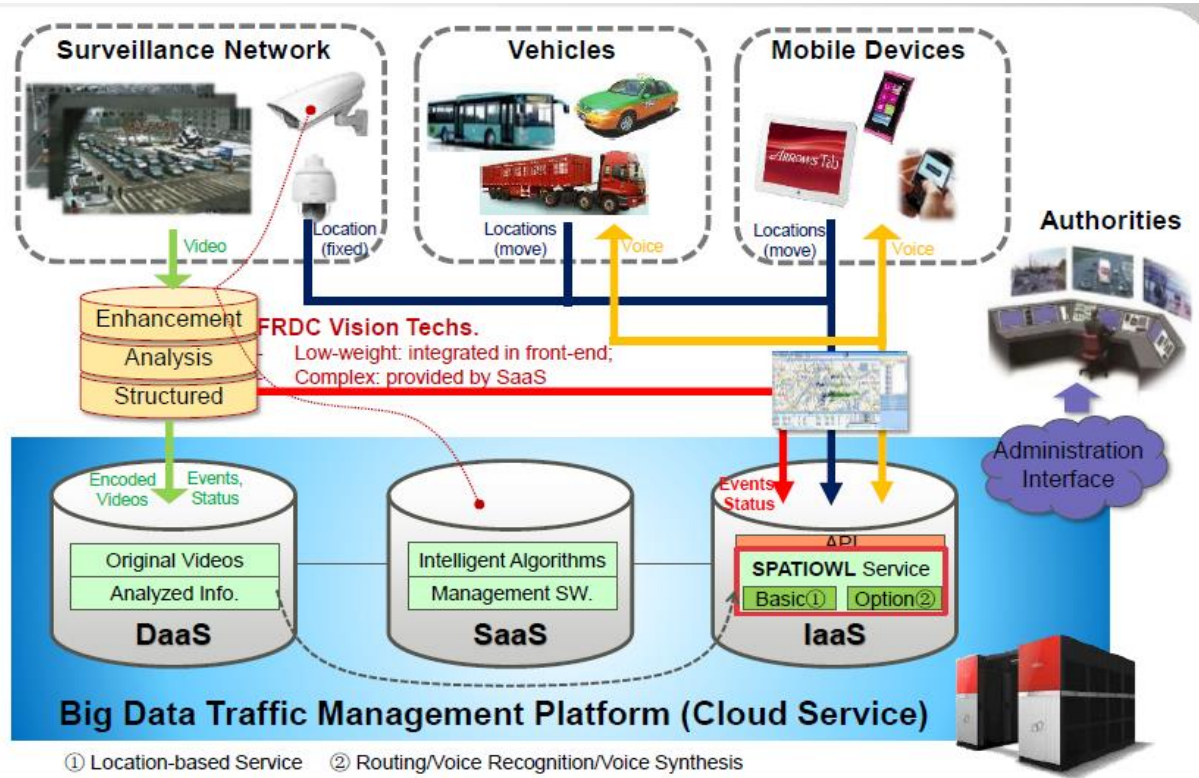 Surveillance Network
Vehicles
Mobile Devices
ARROWS Tab
Authorities
Video
Location
(fixed)
Locations
(move)
Voice
Locations
(move)
Voice
Enhancement
Analysis
Structured
FRDC Vision Techs.
Low-weight: integrated in front-end;
Complex: provided by SaaS
Administration
Interface
Encoded
Videos
Events,
Status
Events
Status
Original Videos
Analyzed Info.
DaaS
Intelligent Algorithms
Management SW.
SaaS
API
SPATIOWL Service
Basic①
Option②
IaaS
Big Data Traffic Management Platform (Cloud Service)
① Location-based Service ② Routing/Voice Recognition/Voice Synthesis